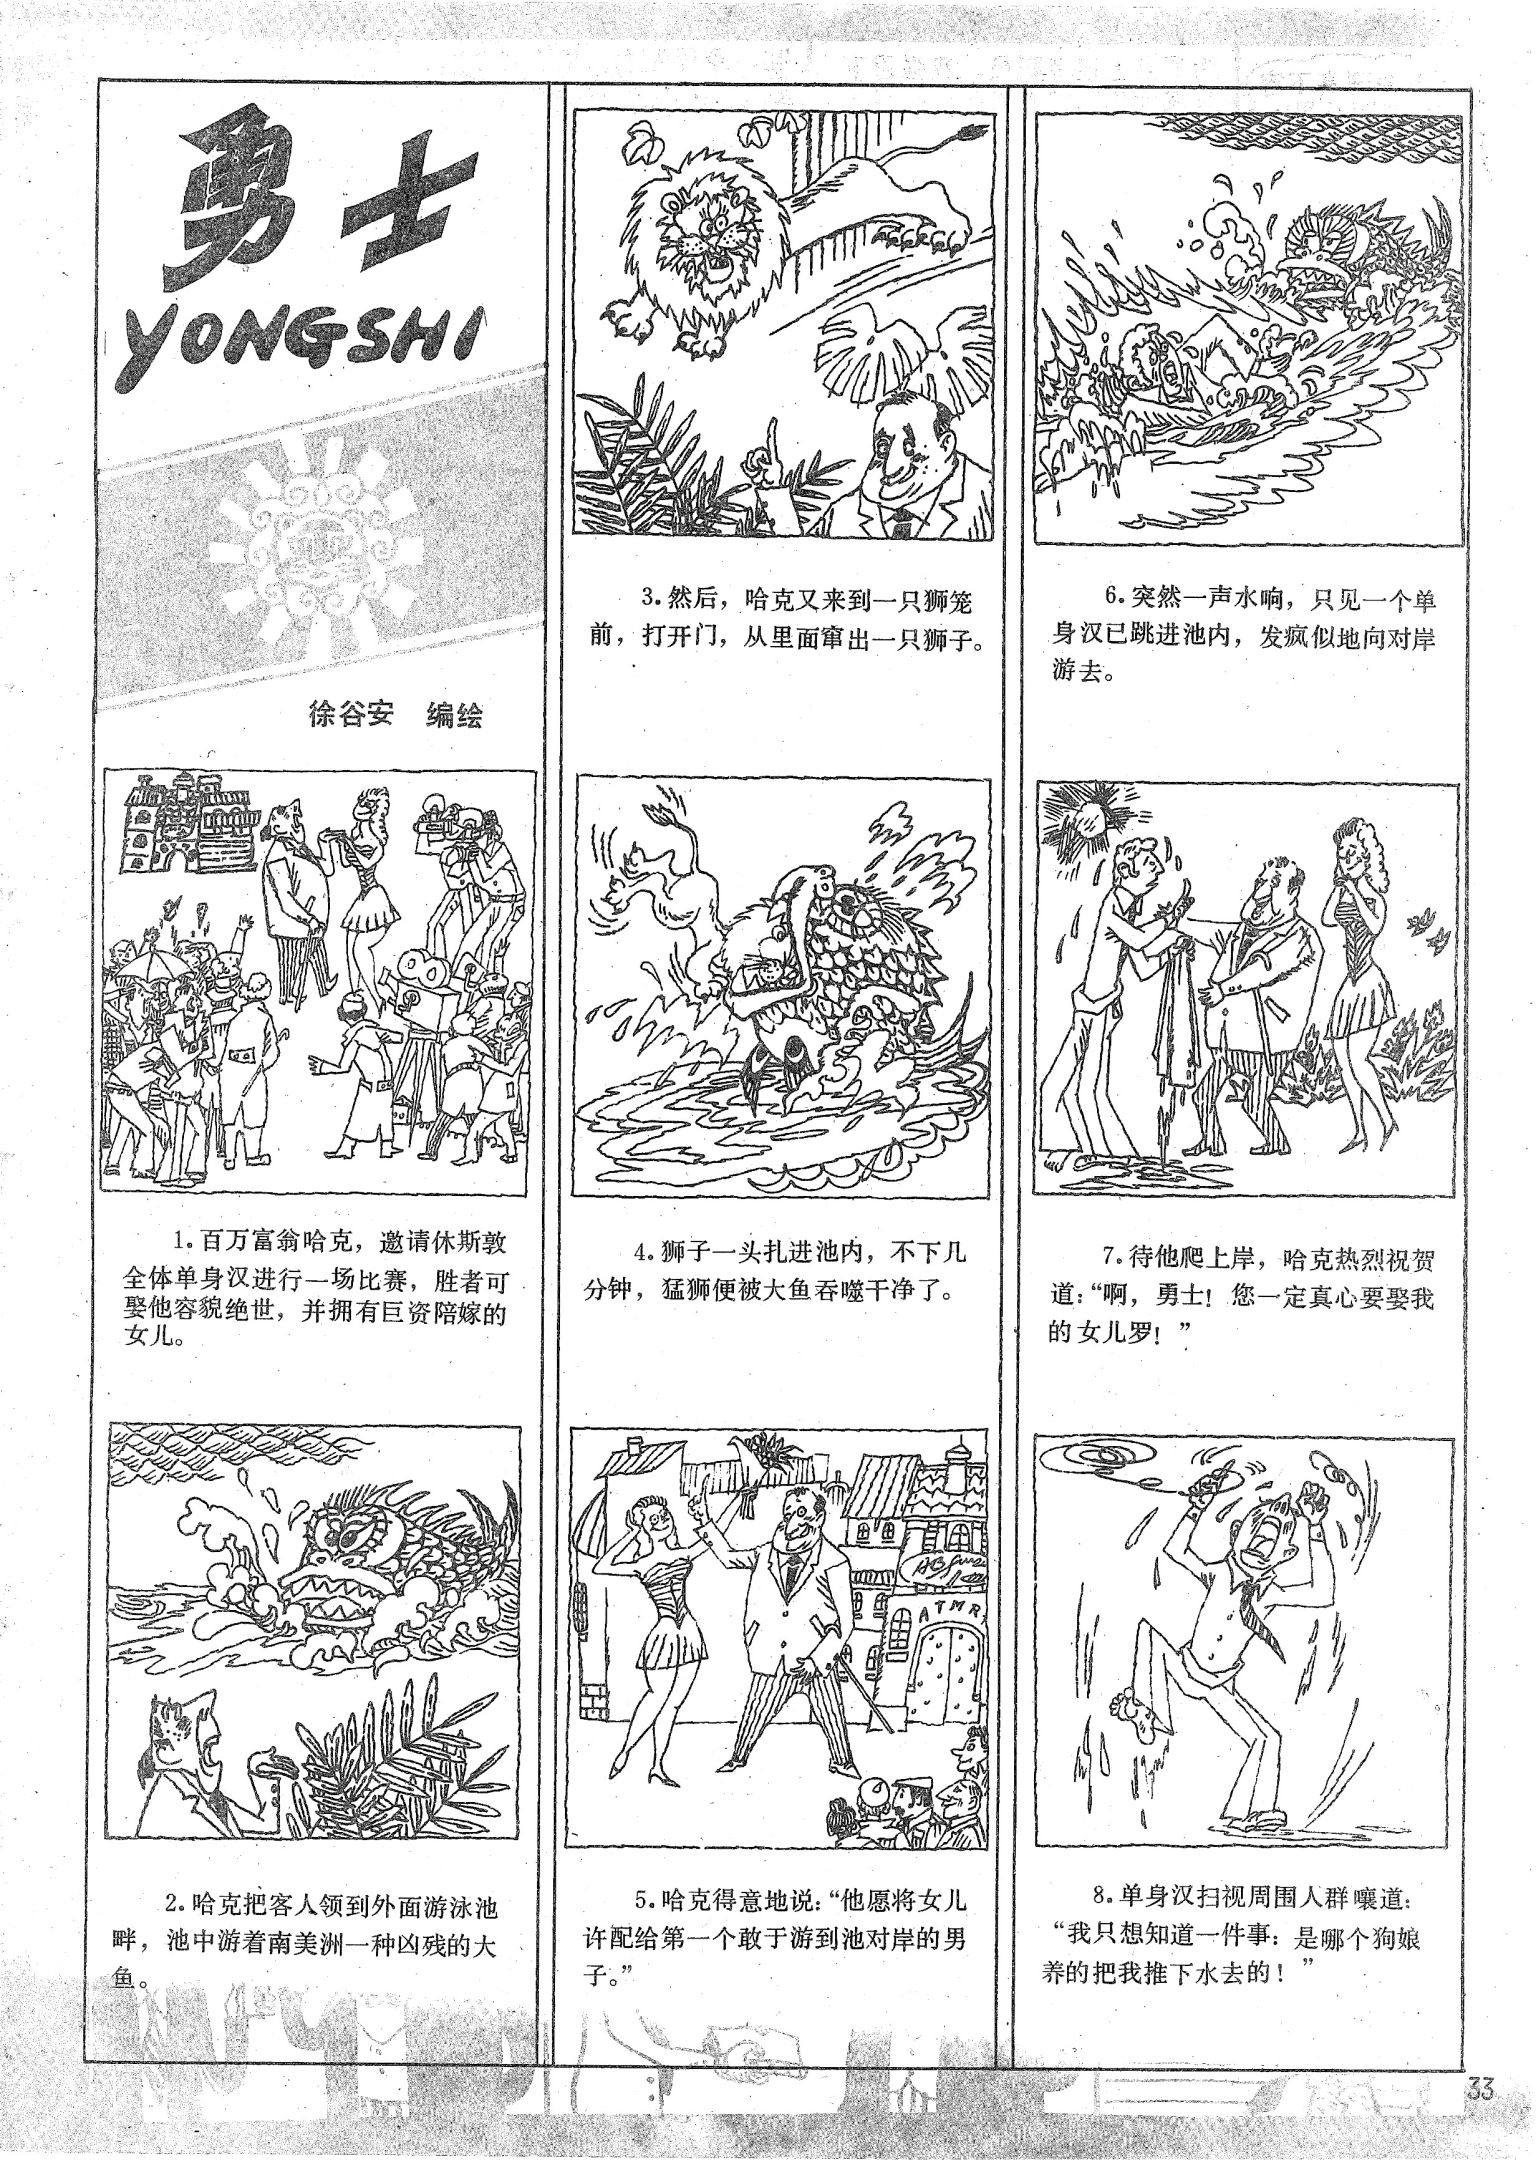 勇士
YONGSHI
徐谷安 编绘
1.百万富翁哈克，邀请休斯敦
全体单身汉进行一场比赛，胜者可
娶他容貌绝世，并拥有巨资陪嫁的
女儿。
2.哈克把客人领到外面游泳池
畔，池中游着南美洲一种凶残的大
鱼。
3.然后，哈克又来到一只狮笼
前，打开门，从里面窜出一只狮子。
4.狮子一头扎进池内，不下几
分钟，猛狮便被大鱼吞噬干净了。
ATMR
5.哈克得意地说：“他愿将女儿
许配给第一个敢于游到池对岸的男
子。”
6.突然一声水响，只见一个单
身汉已跳进池内，发疯似地向对岸
游去。
7.待他爬上岸，哈克热烈祝贺
道：“啊，勇士！您一定真心要娶我
的女儿罗！”
8.单身汉扫视周围人群嚷道：
“我只想知道一件事：是哪个狗娘
养的把我推下水去的！”
33